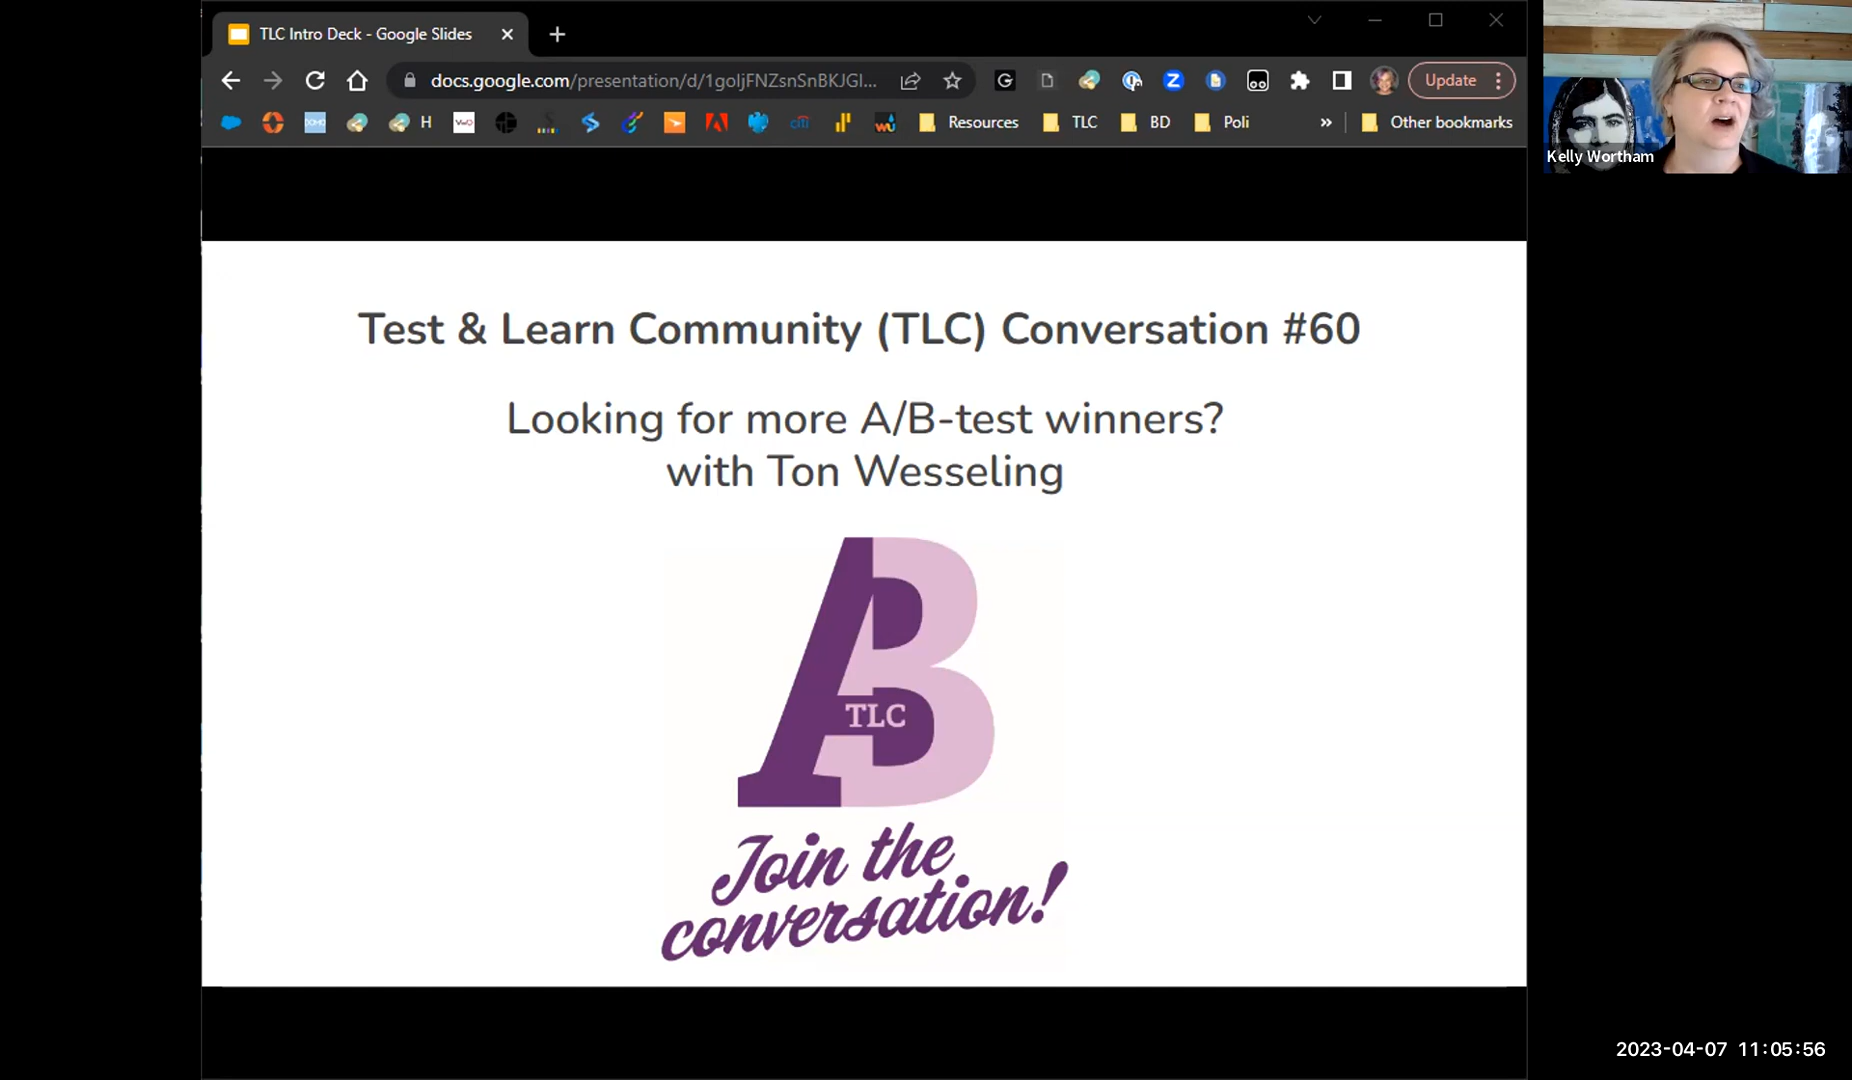 TLC Intro Deck - Google Slides
docs.google.com/presentation/d/1goljFNZsnSnBKJGl...
Update
H
Resources
TLC
BD
Poli
Other bookmarks
Kelly Wortham
Test & Learn Community (TLC) Conversation #60
Looking for more A/B-test winners?
with Ton Wesseling
AB
TLC
Join the
conversation!
2023-04-07 11:05:56